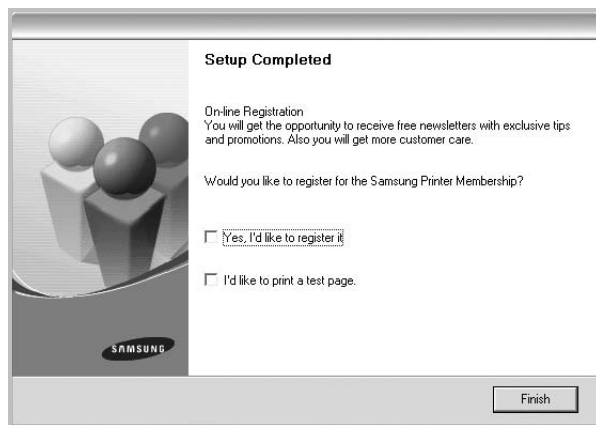 Setup Completed
On-line Registration
You will get the opportunity to receive free newsletters with exclusive tips
and promotions. Also you will get more customer care.
Would you like to register for the Samsung Printer Membership?
Yes, I'd like to register it
I'd like to print a test page.
SAMSUNG
Finish